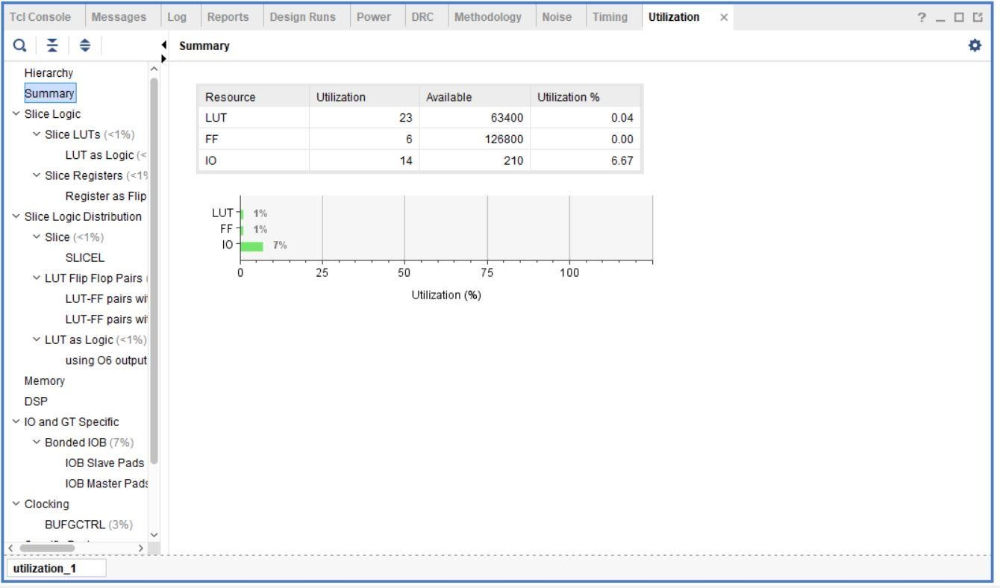 Tcl Console Messages Log Reports Design Runs Power DRC Methodology Noise Timing Utilization × ?
Summary
Hierarchy
Summary
Slice Logic
Slice LUTs (<1%)
LUT as Logic (<
Slice Registers (<1%
Register as Flip
Slice Logic Distribution
Slice (<1%)
SLICEL
LUT Flip Flop Pairs (
LUT-FF pairs wit
LUT-FF pairs wit
LUT as Logic (<1%)
using O6 output
Memory
DSP
IO and GT Specific
Bonded IOB (7%)
IOB Slave Pads
IOB Master Pads
Clocking
BUFGCTRL (3%)
Resource Utilization Available Utilization %
LUT 23 63400 0.04
FF 6 126800 0.00
IO 14 210 6.67
LUT 1%
FF 1%
IO 7%
0 25 50 75 100
Utilization (%)
utilization_1